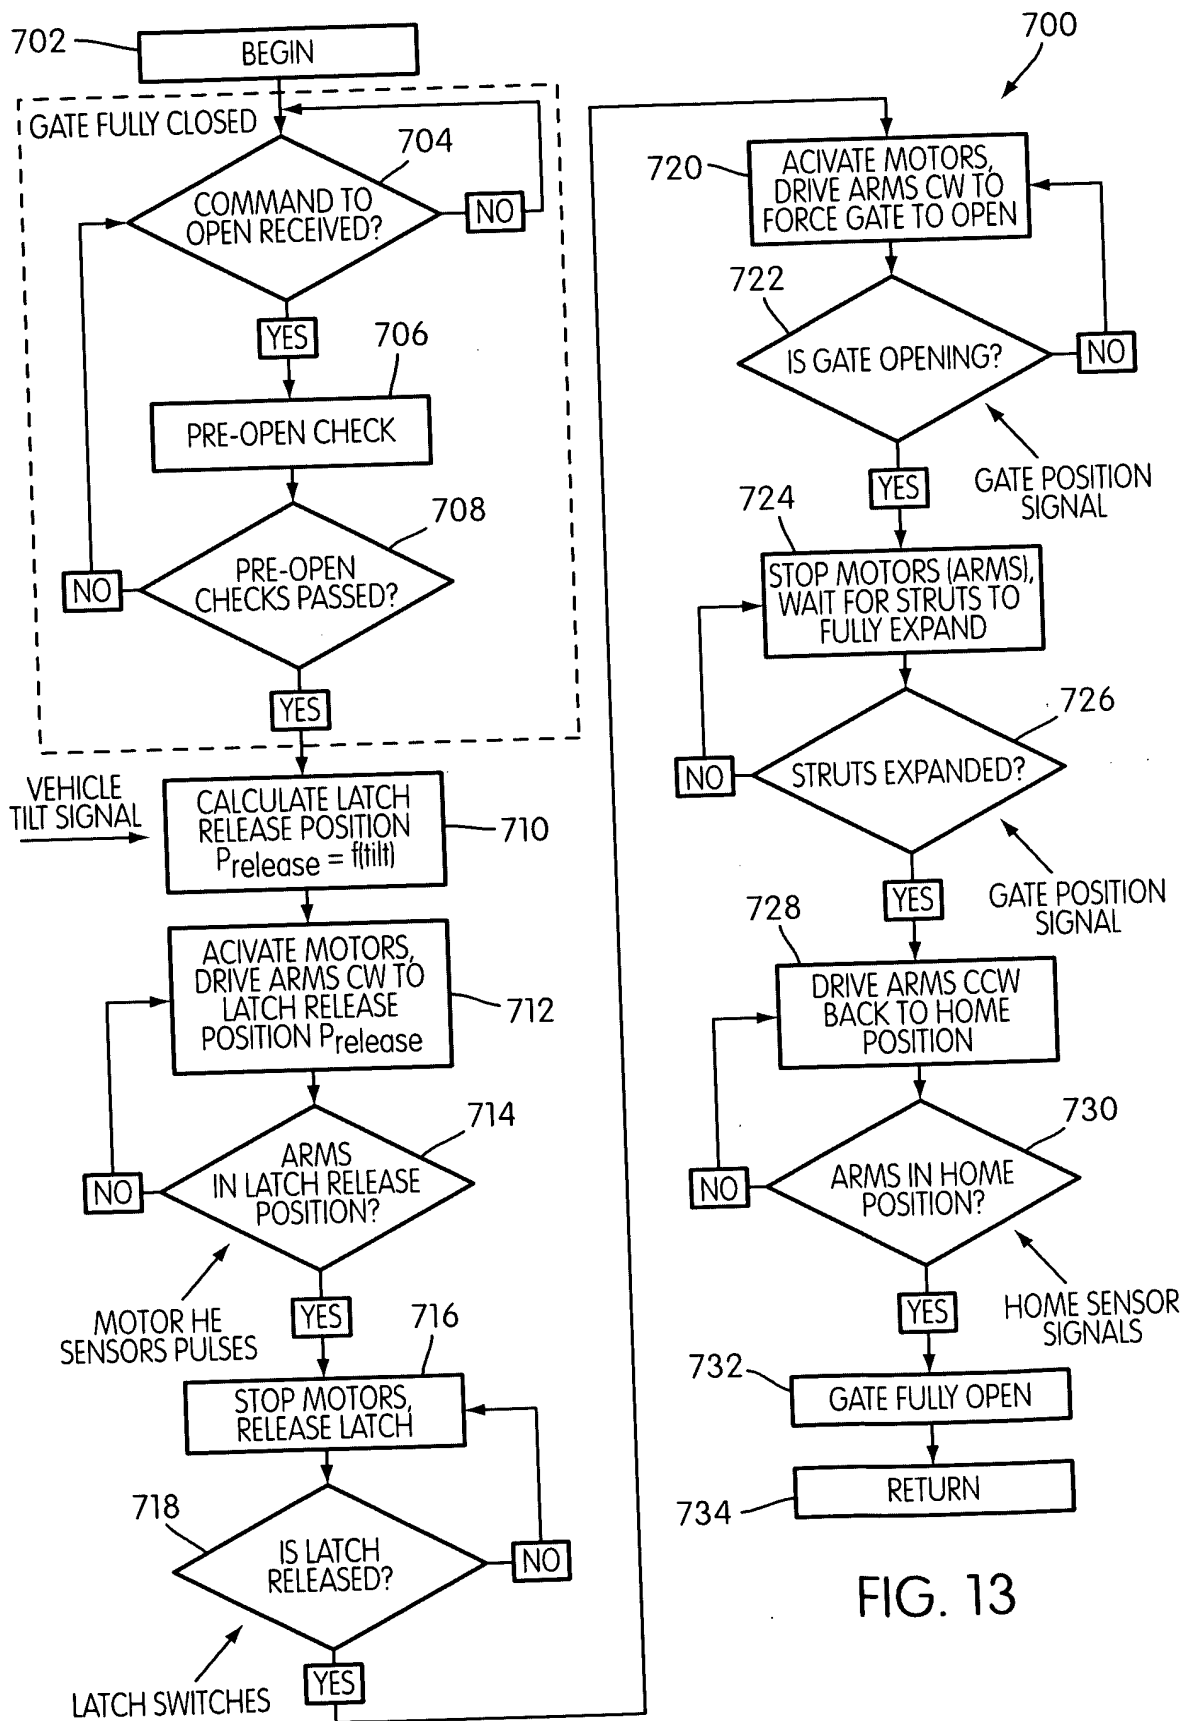 702
BEGIN
GATE FULLY CLOSED
704
COMMAND TO
OPEN RECEIVED?
NO
YES
706
PRE-OPEN CHECK
708
PRE-OPEN
CHECKS PASSED?
NO
YES
VEHICLE
TILT SIGNAL
CALCULATE LATCH
RELEASE POSITION
Prelease = f(tilt)
710
ACIVATE MOTORS,
DRIVE ARMS CW TO
LATCH RELEASE
POSITION Prelease
712
714
ARMS
IN LATCH RELEASE
POSITION?
NO
MOTOR HE
SENSORS PULSES
YES
716
STOP MOTORS,
RELEASE LATCH
718
IS LATCH
RELEASED?
NO
LATCH SWITCHES
YES
700
720
ACIVATE MOTORS,
DRIVE ARMS CW TO
FORCE GATE TO OPEN
722
IS GATE OPENING?
NO
GATE POSITION
SIGNAL
YES
724
STOP MOTORS (ARMS),
WAIT FOR STRUTS TO
FULLY EXPAND
726
STRUTS EXPANDED?
NO
GATE POSITION
SIGNAL
YES
728
DRIVE ARMS CCW
BACK TO HOME
POSITION
730
ARMS IN HOME
POSITION?
NO
HOME SENSOR
SIGNALS
YES
732
GATE FULLY OPEN
RETURN
734
FIG. 13